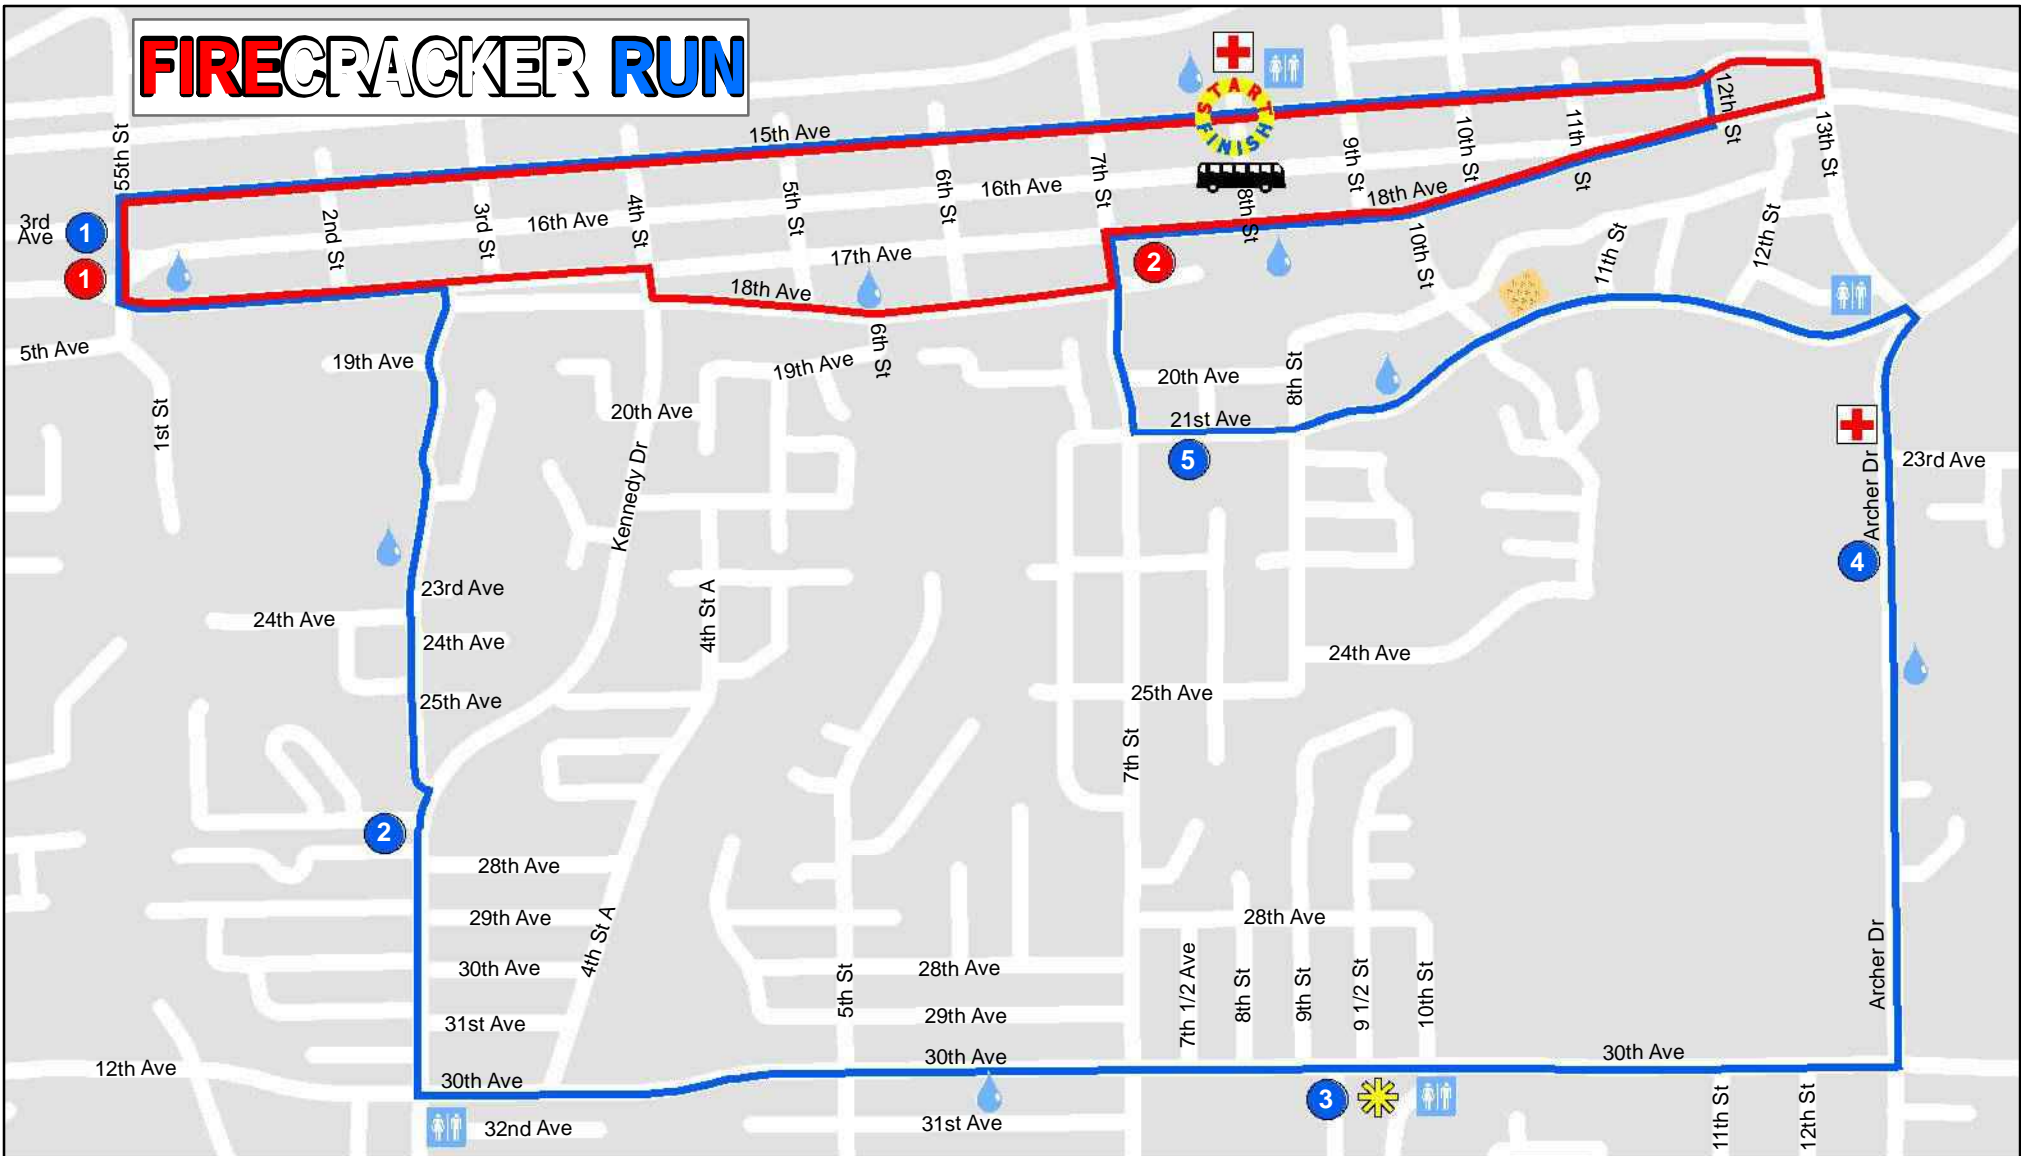 FIRECRACKER RUN
START
FINISH
55th St
15th Ave
7th St
9th St
10th St
11th
St
12th
St
13th St
3rd
Ave
1
1
2nd St
3rd St
16th Ave
4th St
5th St
6th St
16th Ave
17th Ave
8th St
18th Ave
10th St
11th St
12th St
18th Ave
2
5th Ave
1st St
19th Ave
20th Ave
19th Ave
6th
St
20th Ave
8th St
21st Ave
5
Kennedy Dr
Archer Dr
23rd Ave
4
23rd Ave
24th Ave
24th Ave
4th St A
24th Ave
25th Ave
25th Ave
7th St
2
28th Ave
29th Ave
30th Ave
4th St A
31st Ave
28th Ave
5th St
28th Ave
29th Ave
7th 1/2 Ave
8th St
9th St
9 1/2 St
10th St
Archer Dr
12th Ave
30th Ave
30th Ave
30th Ave
3
32nd Ave
31st Ave
11th St
12th St